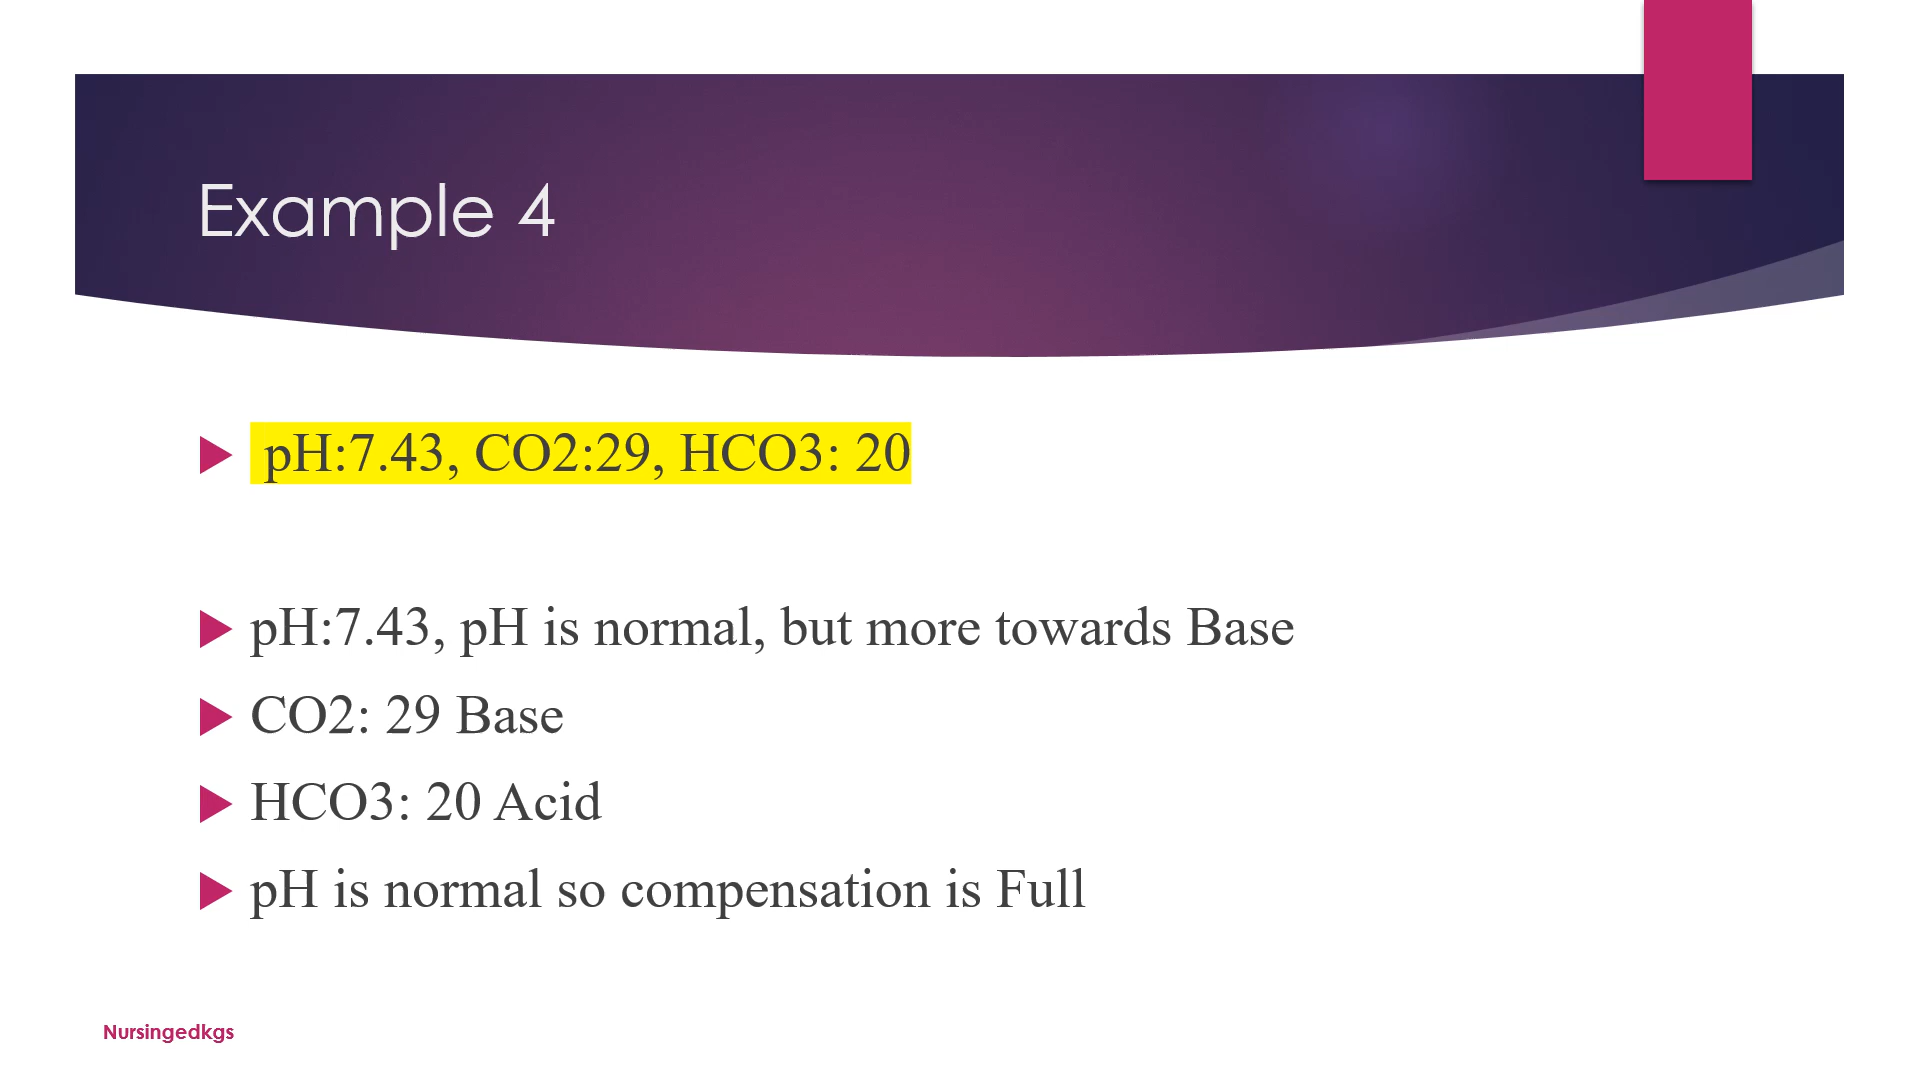 Example 4
pH:7.43, CO2:29, HCO3: 20
pH:7.43, pH is normal, but more towards Base
CO2: 29 Base
HCO3: 20 Acid
pH is normal so compensation is Full
Nursingedkgs